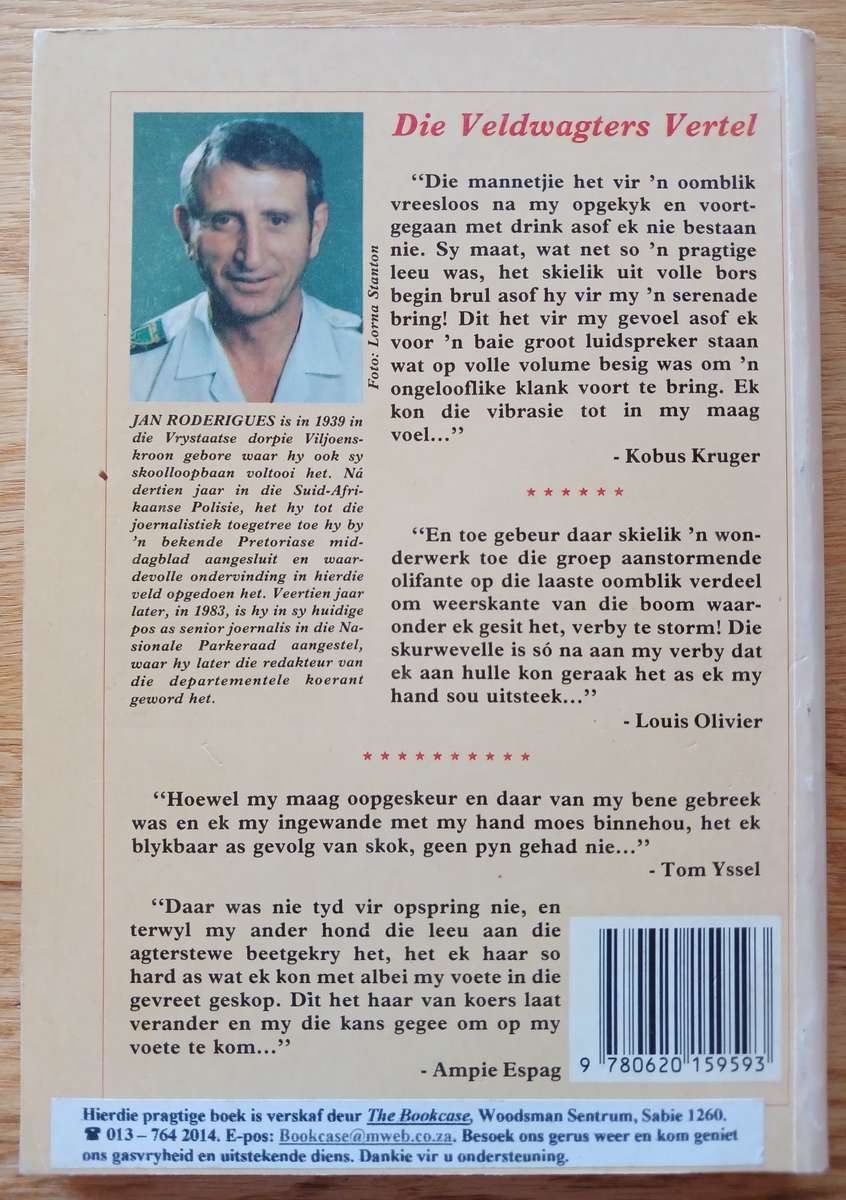 Die Veldwagters Vertel
“Die mannetjie het vir ’n oomblik
vreesloos na my opgekyk en voort-
gegaan met drink asof ek nie bestaan
nie. Sy maat, wat net so ’n pragtige
leeu was, het skielik uit volle bors
begin brul asof hy vir my ’n serenade
bring! Dit het vir my gevoel asof ek
voor ’n baie groot luidspreker staan
wat op volle volume besig was om ’n
ongelooflike klank voort te bring. Ek
kon die vibrasie tot in my maag
voel...”
- Kobus Kruger
Foto: Lorna Stanton
JAN RODERIGUES is in 1939 in
die Vrystaatse dorpie Viljoens-
kroon gebore waar hy ook sy
skoolloopbaan voltooi het. Ná
dertien jaar in die Suid-Afri-
kaanse Polisie, het hy tot die
joernalistiek toegetree toe hy by
’n bekende Pretoriase mid-
dagblad aangesluit en waar-
devolle ondervinding in hierdie
veld opgedoen het. Veertien jaar
later, in 1983, is hy in sy huidige
pos as senior joernalis in die Na-
sionale Parkeraad aangestel,
waar hy later die redakteur van
die departementele koerant
geword het.
* * * * * *
“En toe gebeur daar skielik ’n won-
derwerk toe die groep aanstormende
olifante op die laaste oomblik verdeel
om weerskante van die boom waar-
onder ek gesit het, verby te storm! Die
skurwevelle is só na aan my verby dat
ek aan hulle kon geraak het as ek my
hand sou uitsteek...”
- Louis Olivier
* * * * * * * * * *
“Hoewel my maag oopgeskeur en daar van my bene gebreek
was en ek my ingewande met my hand moes binnehou, het ek
blykbaar as gevolg van skok, geen pyn gehad nie...”
- Tom Yssel
“Daar was nie tyd vir opspring nie, en
terwyl my ander hond die leeu aan die
agterstewe beetgekry het, het ek haar so
hard as wat ek kon met albei my voete in die
gevreet geskop. Dit het haar van koers laat
verander en my die kans gegee om op my
voete te kom...”
- Ampie Espag
9 780620 159593
Hierdie pragtige boek is verskaf deur The Bookcase, Woodsman Sentrum, Sabie 1260.
☎ 013 – 764 2014. E-pos: Bookcase@mweb.co.za. Besoek ons gerus weer en kom geniet
ons gasvryheid en uitstekende diens. Dankie vir u ondersteuning.